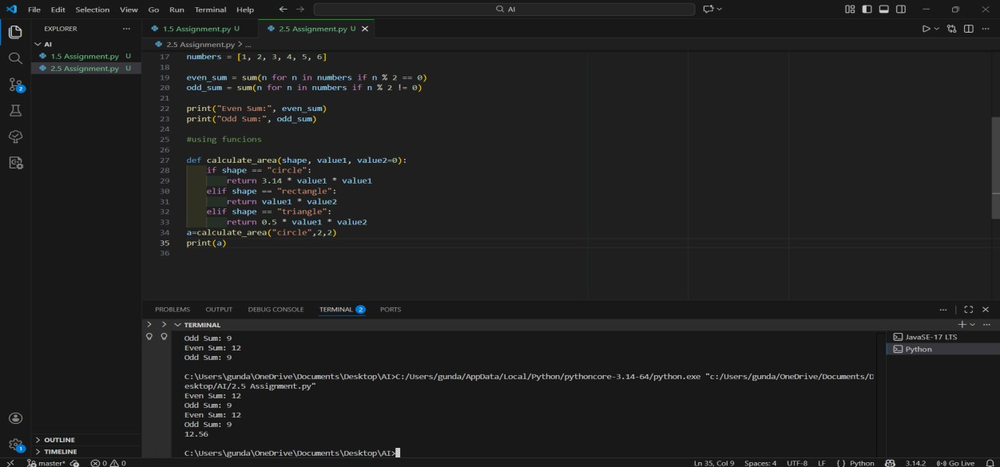 File Edit Selection View Go Run Terminal Help
AI
EXPLORER
AI
1.5 Assignment.py U
2.5 Assignment.py U
1.5 Assignment.py U
2.5 Assignment.py U
2.5 Assignment.py > ...
17 numbers = [1, 2, 3, 4, 5, 6]
18
19 even_sum = sum(n for n in numbers if n % 2 == 0)
20 odd_sum = sum(n for n in numbers if n % 2 != 0)
21
22 print("Even Sum:", even_sum)
23 print("Odd Sum:", odd_sum)
24
25 #using funcions
26
27 def calculate_area(shape, value1, value2=0):
28 if shape == "circle":
29 return 3.14 * value1 * value1
30 elif shape == "rectangle":
31 return value1 * value2
32 elif shape == "triangle":
33 return 0.5 * value1 * value2
34 a=calculate_area("circle",2,2)
35 print(a)
36
PROBLEMS OUTPUT DEBUG CONSOLE TERMINAL 2 PORTS
TERMINAL
Odd Sum: 9
Even Sum: 12
Odd Sum: 9
C:\Users\gunda\OneDrive\Documents\Desktop\AI>C:/Users/gunda/AppData/Local/Python/pythoncore-3.14-64/python.exe "c:/Users/gunda/OneDrive/Documents/D
esktop/AI/2.5 Assignment.py"
Even Sum: 12
Odd Sum: 9
Even Sum: 12
Odd Sum: 9
12.56
C:\Users\gunda\OneDrive\Documents\Desktop\AI>
JavaSE-17 LTS
Python
2
1
OUTLINE
TIMELINE
master* 0 0
Ln 35, Col 9 Spaces: 4 UTF-8 LF { } Python 3.14.2 Go Live